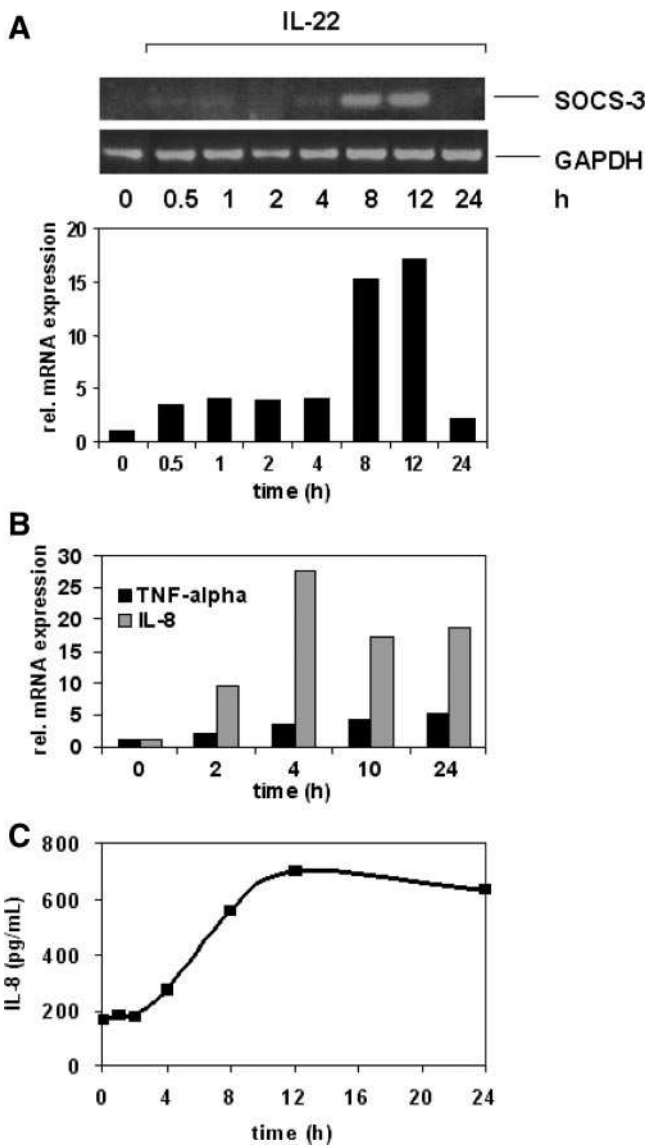 A
IL-22
SOCS-3
GAPDH
0 0.5 1 2 4 8 12 24 h
rel. mRNA expression
20
15
10
5
0
0 0.5 1 2 4 8 12 24
time (h)
B
rel. mRNA expression
30
25
20
15
10
5
0
TNF-alpha
IL-8
0 2 4 10 24
time (h)
C
IL-8 (pg/mL)
800
600
400
200
0
0 4 8 12 16 20 24
time (h)